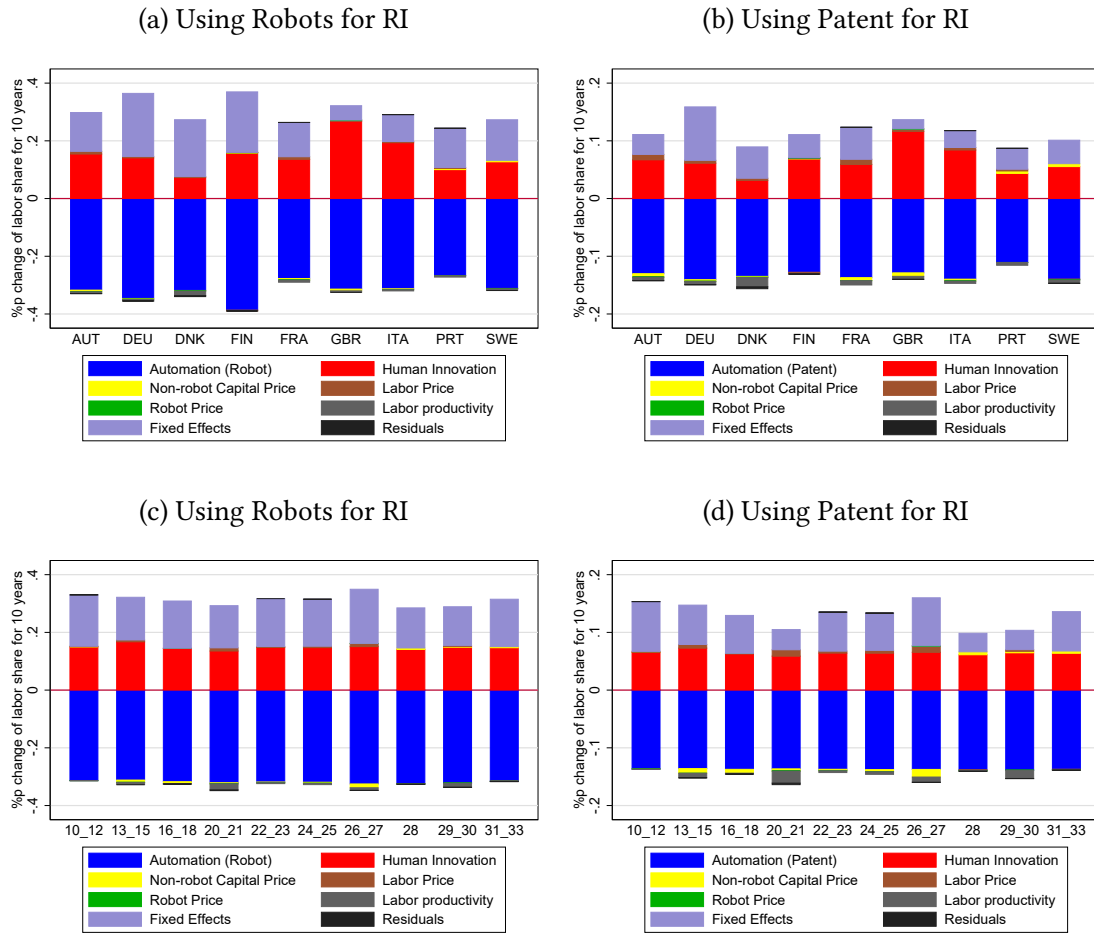 (a) Using Robots for RI
(b) Using Patent for RI
%p change of labor share for 10 years
.4
.2
0
-.2
-.4
AUT DEU DNK FIN FRA GBR ITA PRT SWE
Automation (Robot) Human Innovation
Non-robot Capital Price Labor Price
Robot Price Labor productivity
Fixed Effects Residuals
%p change of labor share for 10 years
.2
.1
0
-.1
-.2
AUT DEU DNK FIN FRA GBR ITA PRT SWE
Automation (Patent) Human Innovation
Non-robot Capital Price Labor Price
Robot Price Labor productivity
Fixed Effects Residuals
(c) Using Robots for RI
(d) Using Patent for RI
%p change of labor share for 10 years
.4
.2
0
-.2
-.4
10_12 13_15 16_18 20_21 22_23 24_25 26_27 28 29_30 31_33
Automation (Robot) Human Innovation
Non-robot Capital Price Labor Price
Robot Price Labor productivity
Fixed Effects Residuals
%p change of labor share for 10 years
.2
.1
0
-.1
-.2
10_12 13_15 16_18 20_21 22_23 24_25 26_27 28 29_30 31_33
Automation (Patent) Human Innovation
Non-robot Capital Price Labor Price
Robot Price Labor productivity
Fixed Effects Residuals